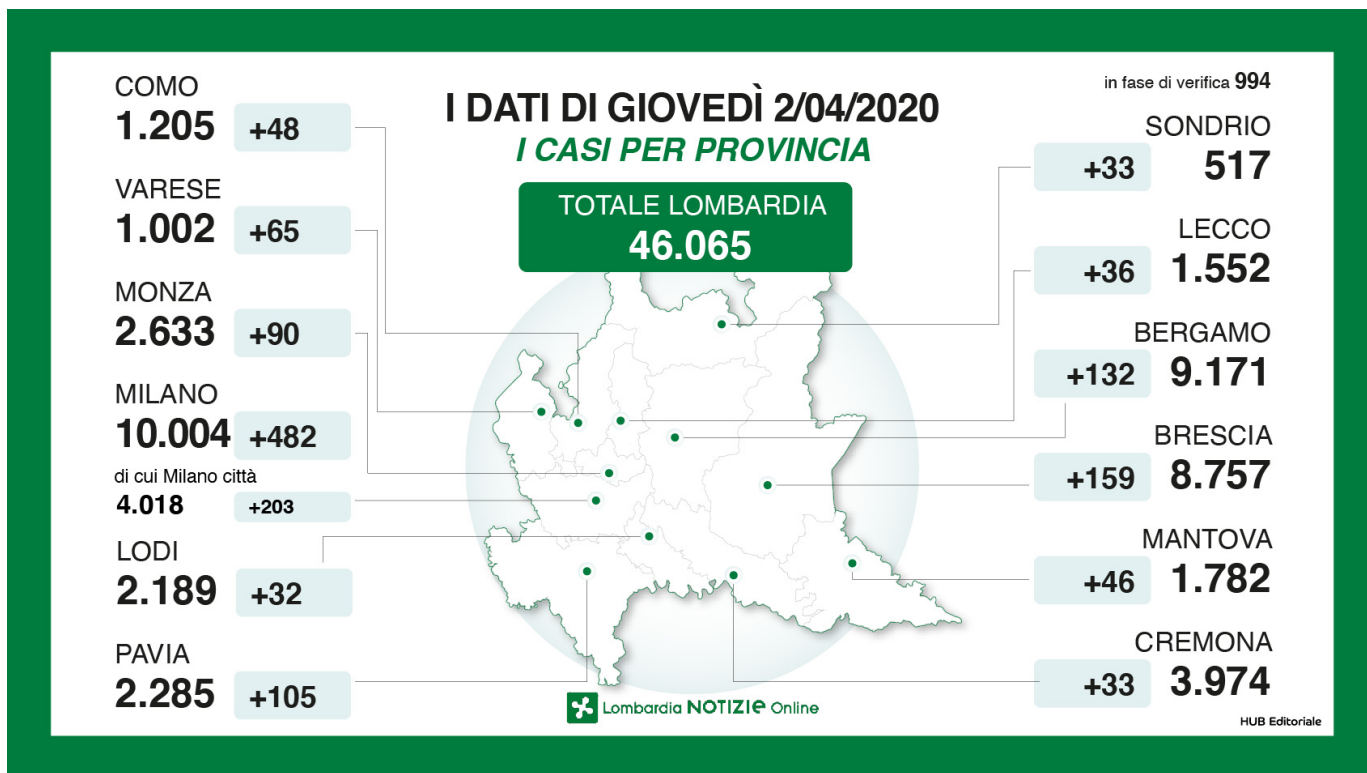 I DATI DI GIOVEDÌ 2/04/2020
I CASI PER PROVINCIA
TOTALE LOMBARDIA
46.065
COMO
1.205 +48
VARESE
1.002 +65
MONZA
2.633 +90
MILANO
10.004 +482
di cui Milano città
4.018 +203
LODI
2.189 +32
PAVIA
2.285 +105
in fase di verifica 994
SONDRIO
+33 517
LECCO
+36 1.552
BERGAMO
+132 9.171
BRESCIA
+159 8.757
MANTOVA
+46 1.782
CREMONA
+33 3.974
Lombardia NOTIZIe Online
HUB Editoriale